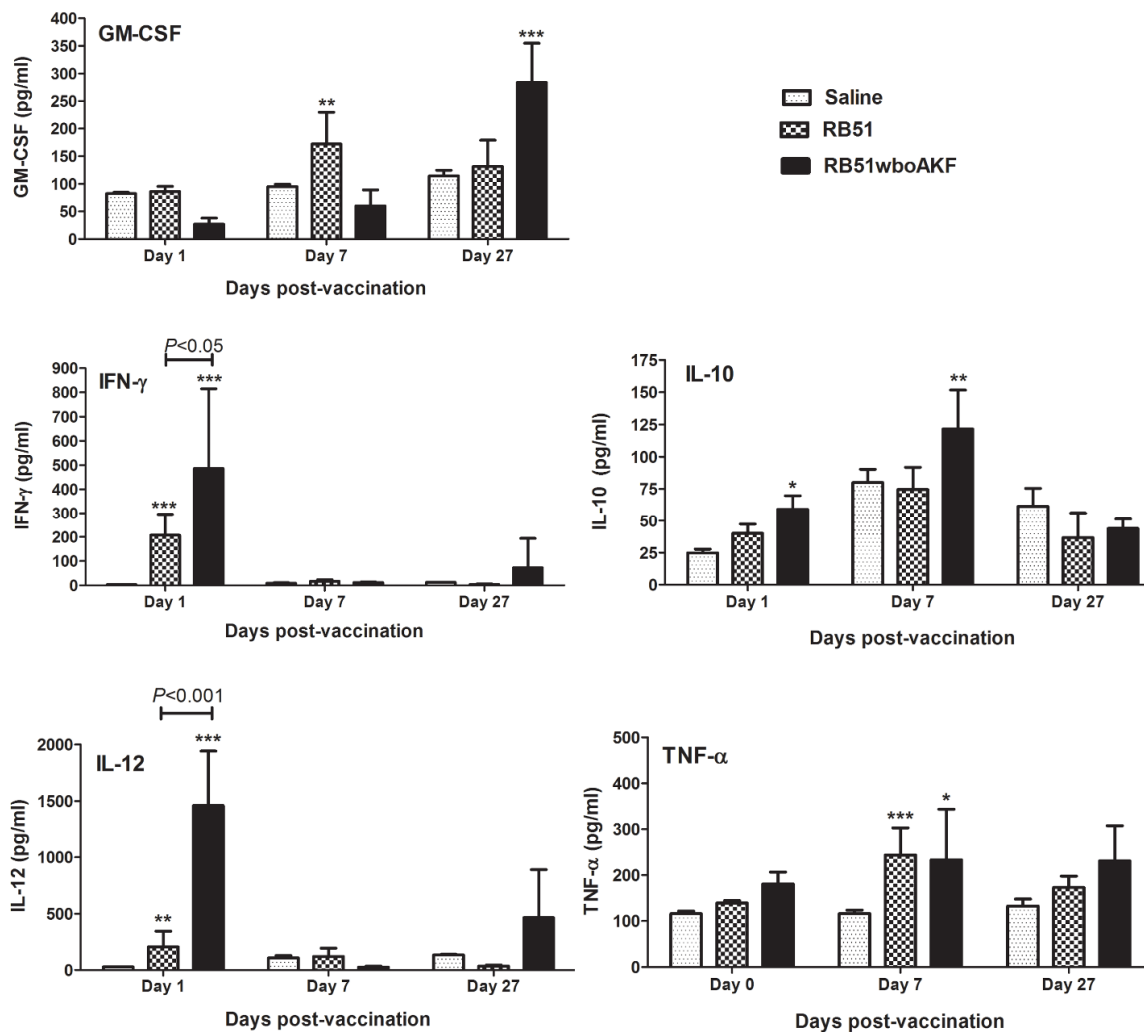 GM-CSF
GM-CSF (pg/ml)
400
350
300
250
200
150
100
50
0
**
***
Day 1 Day 7 Day 27
Days post-vaccination
Saline
RB51
RB51wboAKF
P<0.05
IFN-γ
IFN-γ (pg/ml)
900
800
700
600
500
400
300
200
100
0
***
***
Day 1 Day 7 Day 27
Days post-vaccination
IL-10
IL-10 (pg/ml)
175
150
125
100
75
50
25
0
*
**
Day 1 Day 7 Day 27
Days post-vaccination
P<0.001
IL-12
IL-12 (pg/ml)
2000
1500
1000
500
0
**
***
Day 1 Day 7 Day 27
Days post-vaccination
TNF-α
TNF-α (pg/ml)
500
400
300
200
100
0
***
*
Day 0 Day 7 Day 27
Days post-vaccination